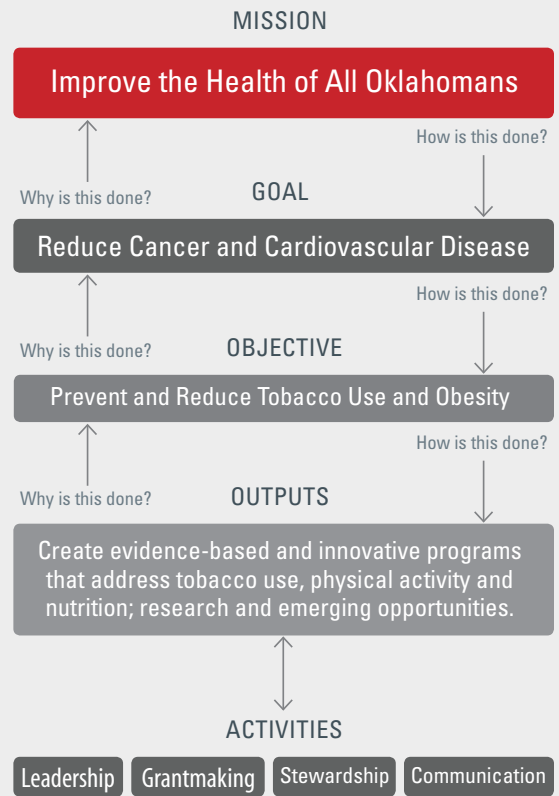 MISSION
Improve the Health of All Oklahomans
How is this done?
Why is this done?
GOAL
Reduce Cancer and Cardiovascular Disease
How is this done?
Why is this done?
OBJECTIVE
Prevent and Reduce Tobacco Use and Obesity
How is this done?
Why is this done?
OUTPUTS
Create evidence-based and innovative programs
that address tobacco use, physical activity and
nutrition; research and emerging opportunities.
ACTIVITIES
Leadership
Grantmaking
Stewardship
Communication